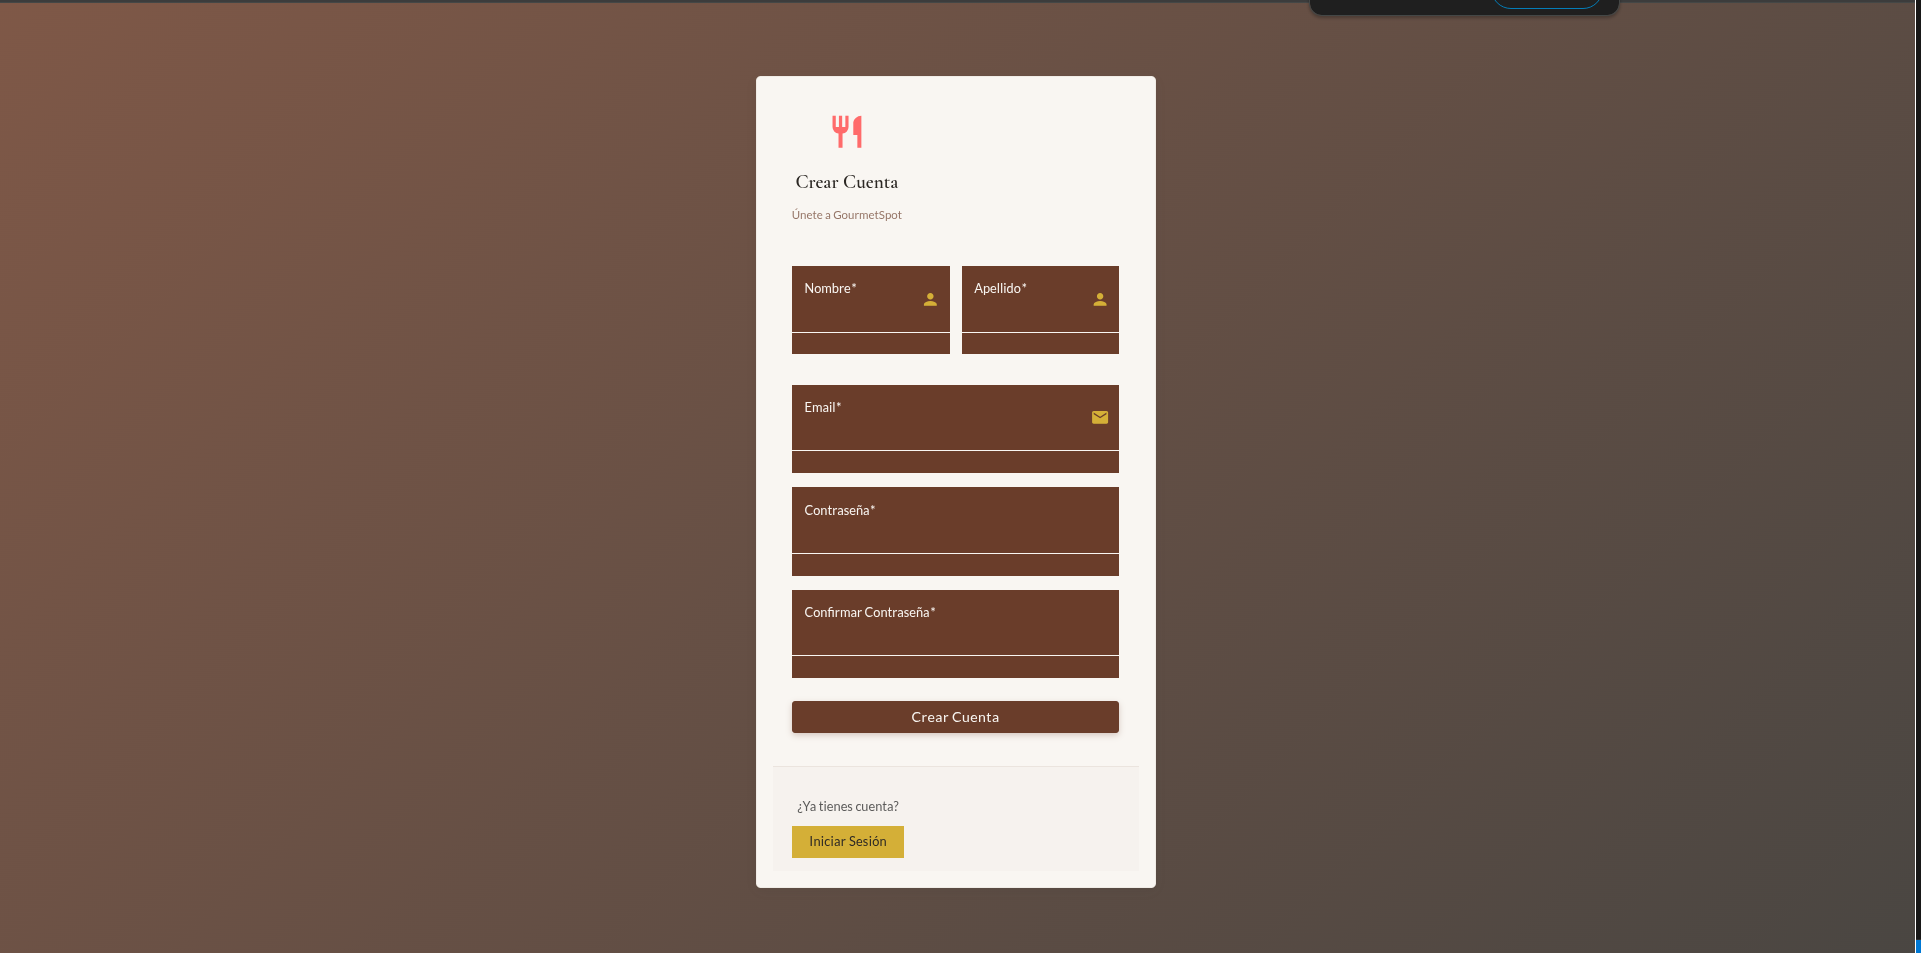 Crear Cuenta
Únete a GourmetSpot
Nombre*
Apellido*
Email*
Contraseña*
Confirmar Contraseña*
Crear Cuenta
¿Ya tienes cuenta?
Iniciar Sesión